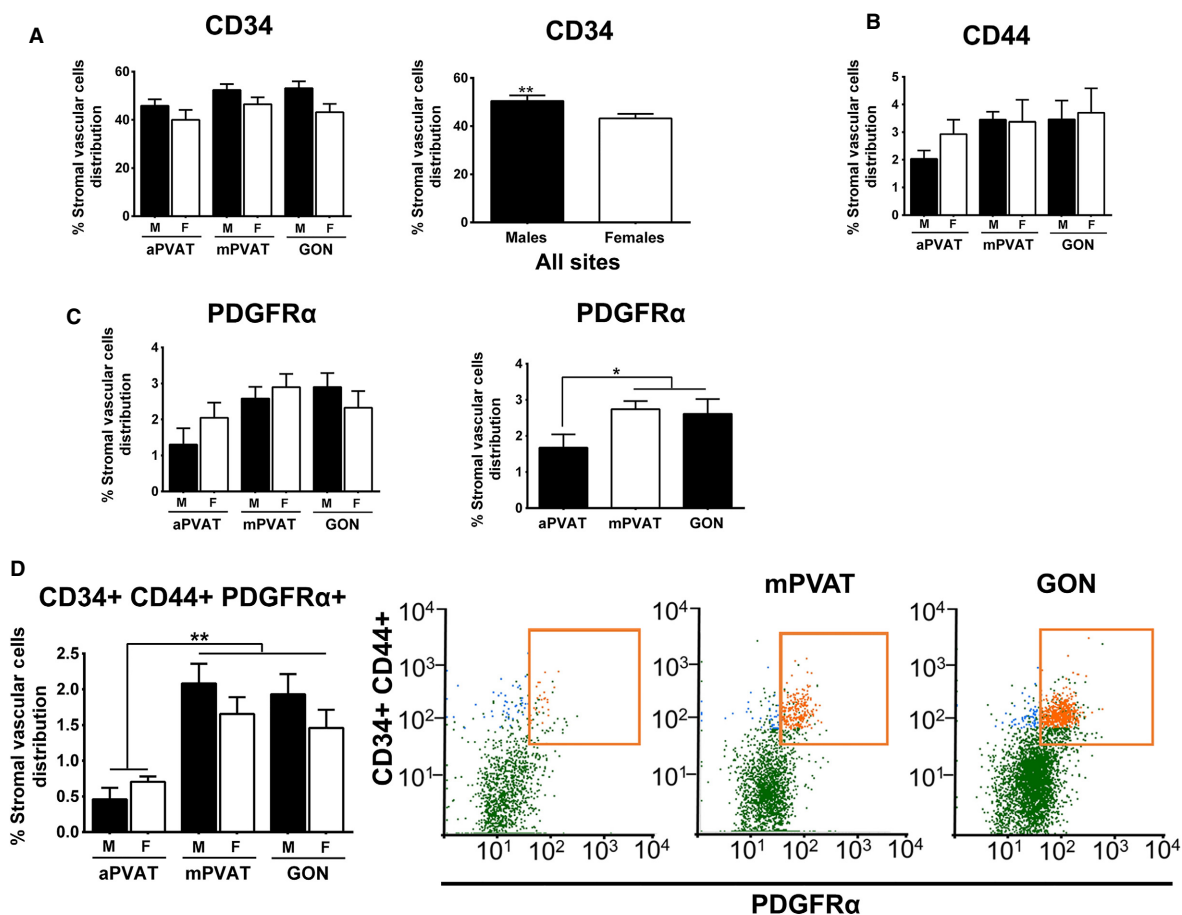 A
CD34
% Stromal vascular cells
distribution
60
40
20
0
M F M F M F
aPVAT mPVAT GON
CD34
% Stromal vascular cells
distribution
60
40
20
0
**
Males Females
All sites
B
CD44
% Stromal vascular cells
distribution
5
4
3
2
1
0
M F M F M F
aPVAT mPVAT GON
C
PDGFRα
% Stromal vascular cells
distribution
4
3
2
1
0
M F M F M F
aPVAT mPVAT GON
PDGFRα
% Stromal vascular cells
distribution
4
3
2
1
0
*
aPVAT mPVAT GON
D
CD34+ CD44+ PDGFRα+
% Stromal vascular cells
distribution
2.5
2.0
1.5
1.0
0.5
0.0
**
M F M F M F
aPVAT mPVAT GON
CD34+ CD44+
10⁴
10³
10²
10¹
10¹ 10² 10³ 10⁴
mPVAT
10⁴
10³
10²
10¹
10¹ 10² 10³ 10⁴
GON
10⁴
10³
10²
10¹
10¹ 10² 10³ 10⁴
PDGFRα